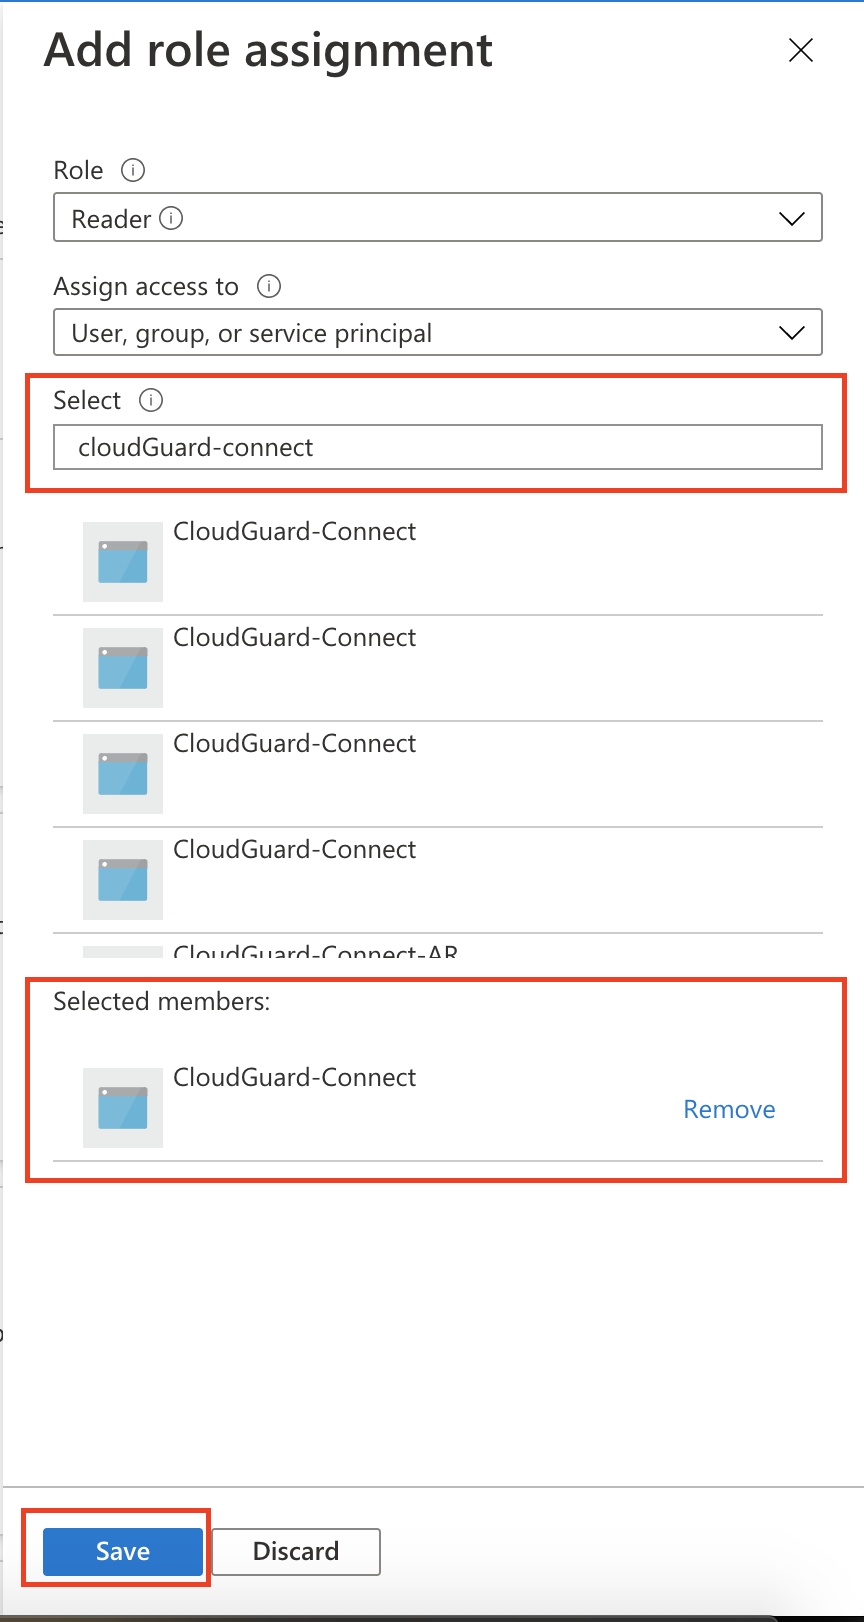 Add role assignment
Role
Reader
Assign access to
User, group, or service principal
Select
cloudGuard-connect
CloudGuard-Connect
CloudGuard-Connect
CloudGuard-Connect
CloudGuard-Connect
CloudGuard-Connect-AR
Selected members:
CloudGuard-Connect
Remove
Save
Discard